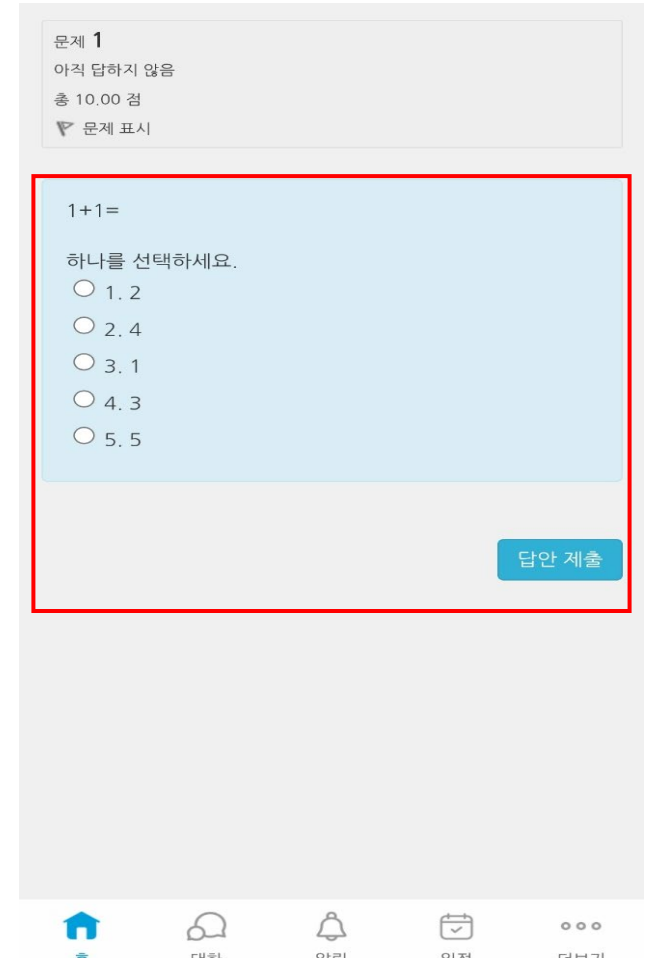 문제 1
아직 답하지 않음
총 10.00 점
문제 표시
1+1=
하나를 선택하세요.
1. 2
2. 4
3. 1
4. 3
5. 5
답안 제출